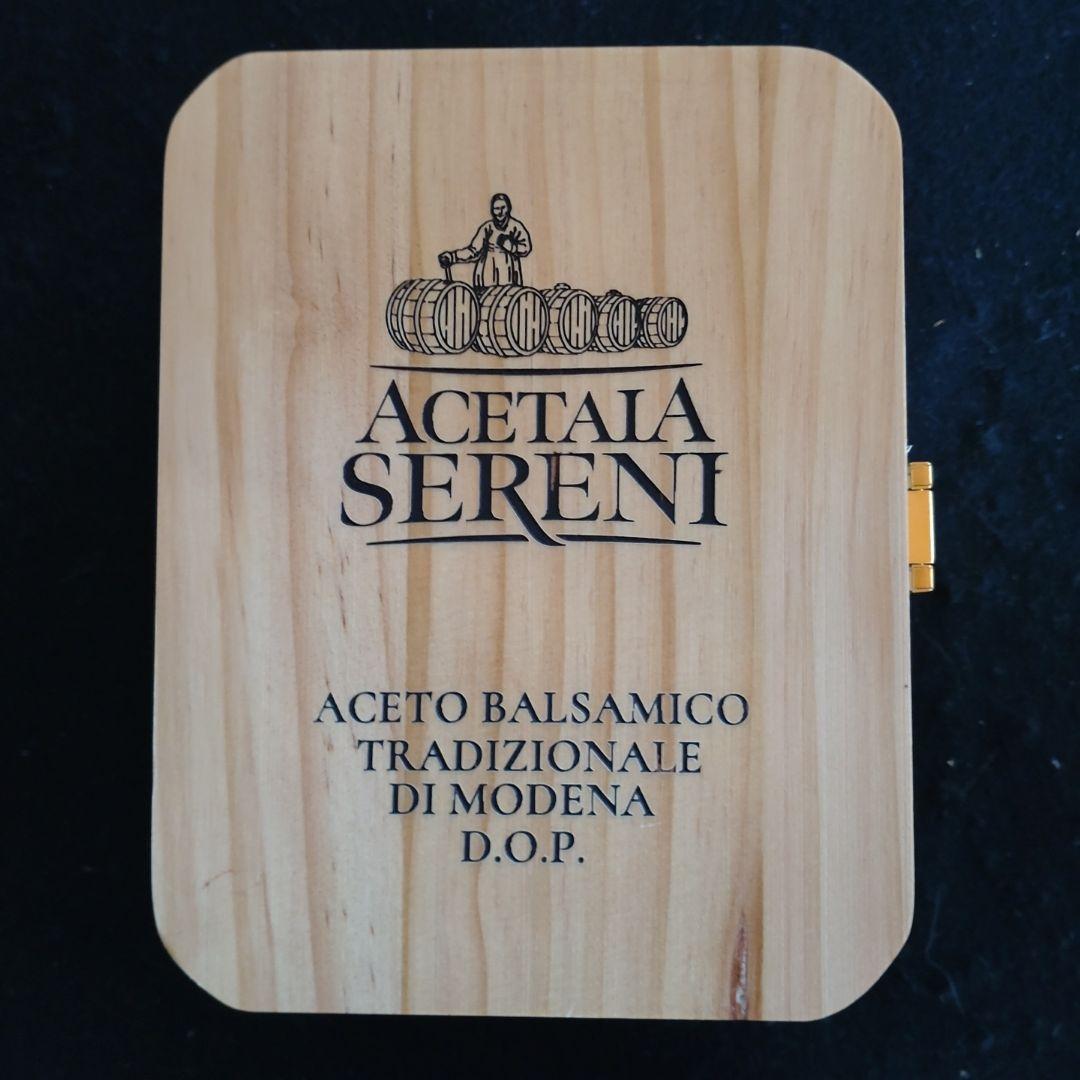 ACETAIA
SERENI
ACETO BALSAMICO
TRADIZIONALE
DI MODENA
D.O.P.